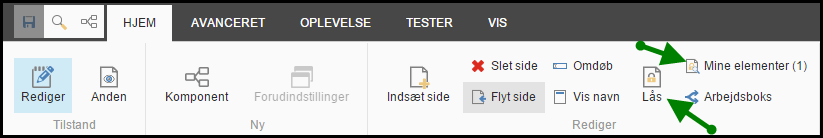 HJEM AVANCERET OPLEVELSE TESTER VIS
Rediger Anden
Tilstand
Komponent Forudindstillinger
Ny
Indsæt side
Slet side Omdøb
Flyt side Vis navn
Lås
Mine elementer (1)
Arbejdsboks
Rediger